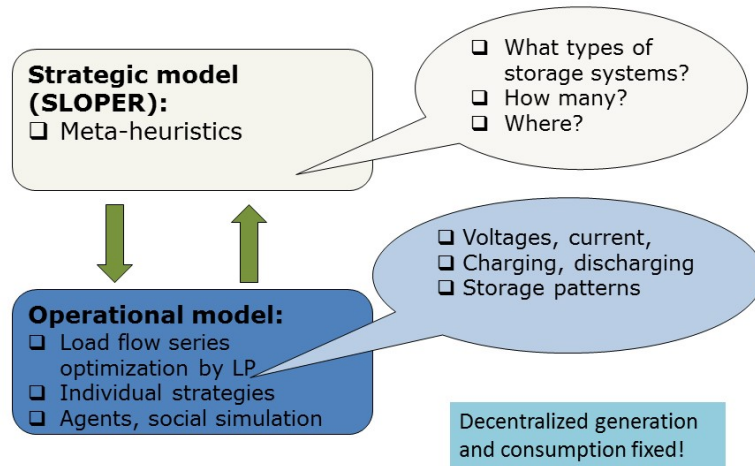 Strategic model
(SLOPER):
❑ Meta-heuristics
❑ What types of
storage systems?
❑ How many?
❑ Where?
❑ Voltages, current,
❑ Charging, discharging
❑ Storage patterns
Operational model:
❑ Load flow series
optimization by LP
❑ Individual strategies
❑ Agents, social simulation
Decentralized generation
and consumption fixed!